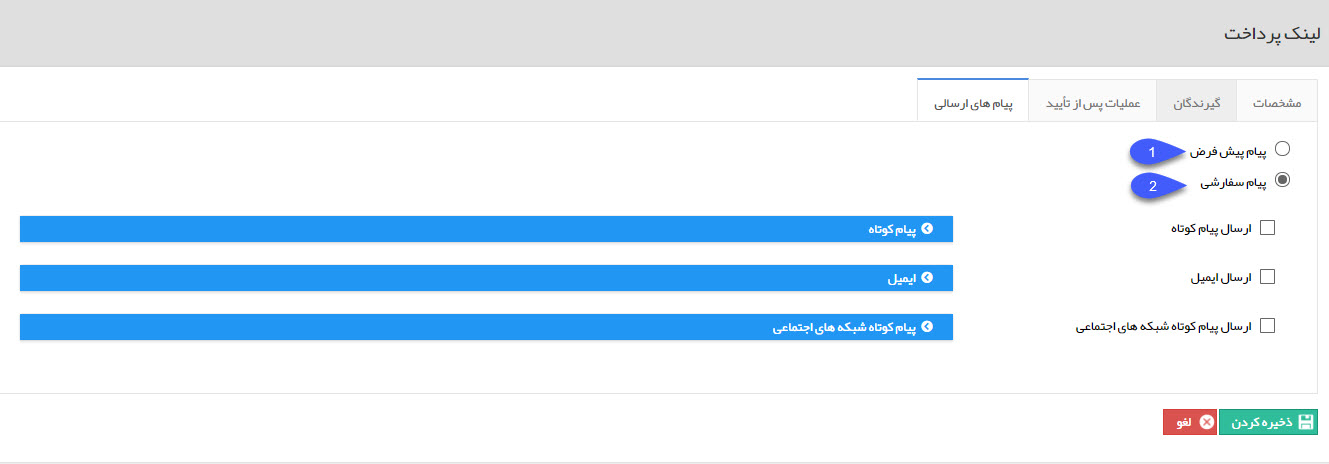 لینک پرداخت
مشخصات گیرندگان عملیات پس از تأیید پیام های ارسالی
پیام پیش فرض 1
پیام سفارشی 2
ارسال پیام کوتاه پیام کوتاه
ارسال ایمیل ایمیل
ارسال پیام کوتاه شبکه های اجتماعی پیام کوتاه شبکه های اجتماعی
ذخیره کردن لغو